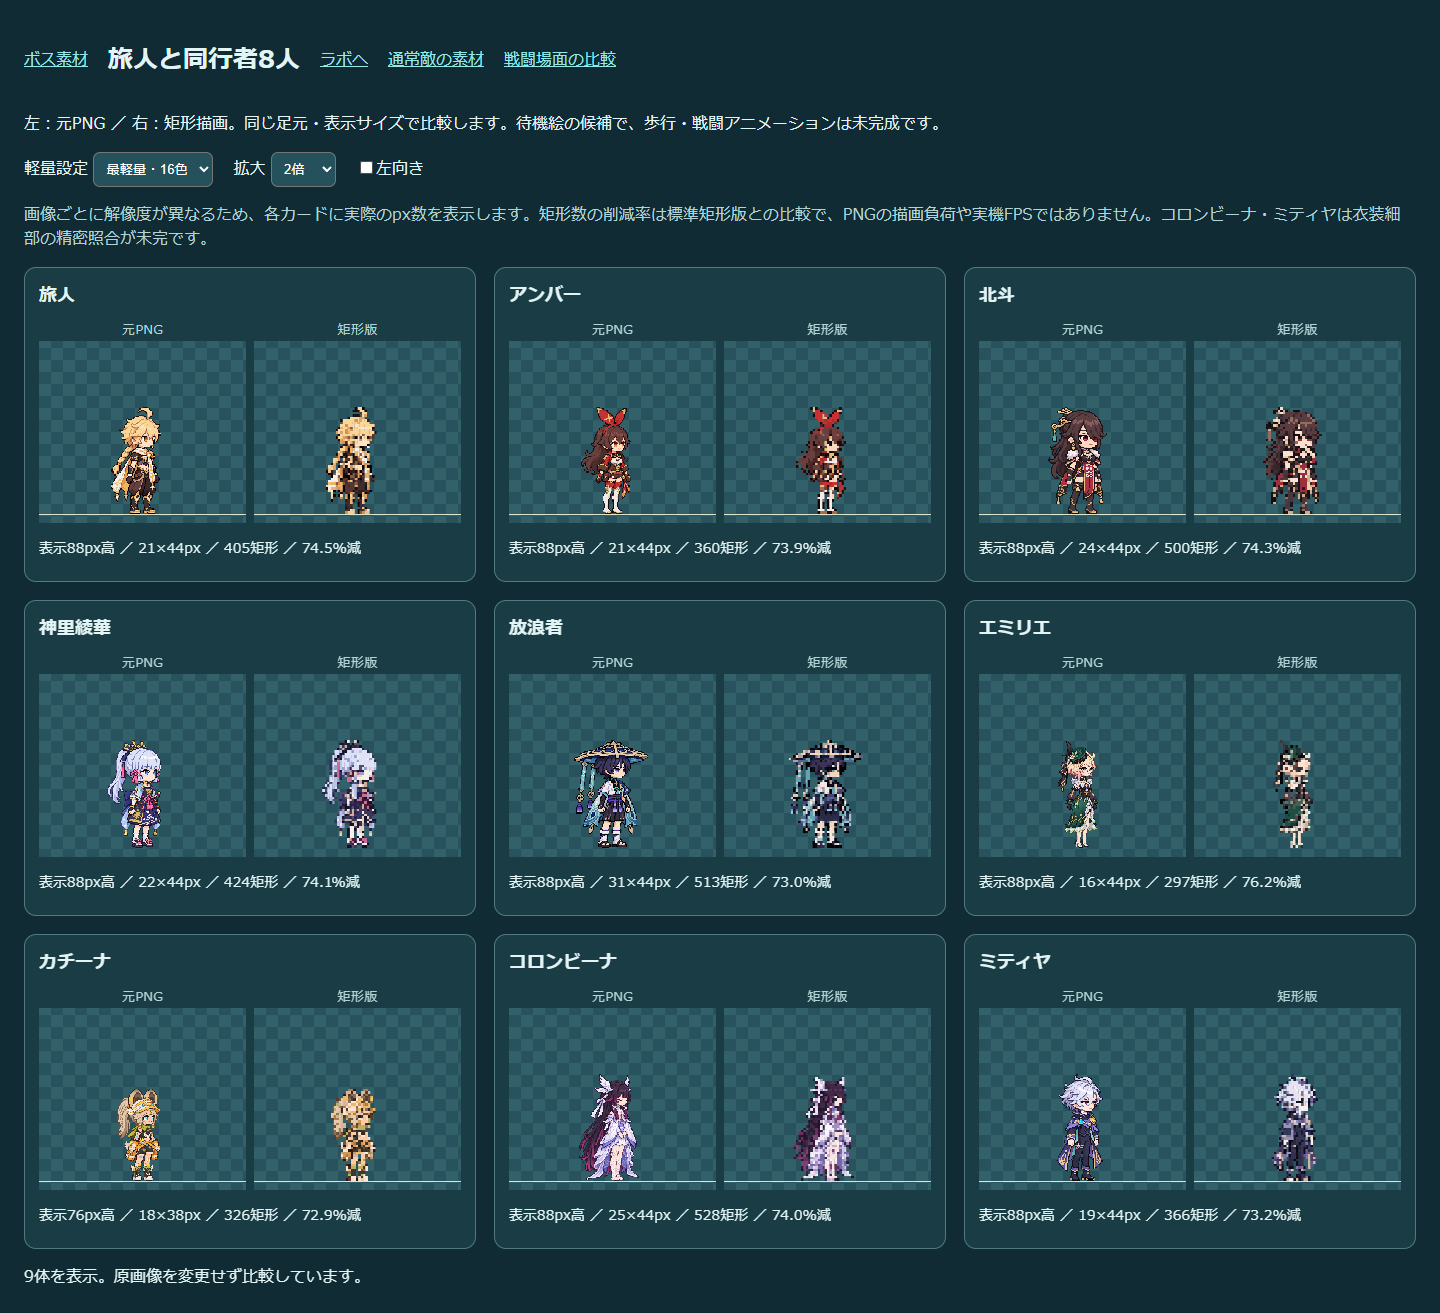 ボス素材 旅人と同行者8人 ラボへ 通常敵の素材 戦闘場面の比較
左：元PNG ／ 右：矩形描画。同じ足元・表示サイズで比較します。待機絵の候補で、歩行・戦闘アニメーションは未完成です。
軽量設定 最軽量・16色 拡大 2倍 左向き
画像ごとに解像度が異なるため、各カードに実際のpx数を表示します。矩形数の削減率は標準矩形版との比較で、PNGの描画負荷や実機FPSではありません。コロンビーナ・ミティヤは衣装細
部の精密照合が未完です。
旅人
元PNG 矩形版
表示88px高 ／ 21×44px ／ 405矩形 ／ 74.5%減
アンバー
元PNG 矩形版
表示88px高 ／ 21×44px ／ 360矩形 ／ 73.9%減
北斗
元PNG 矩形版
表示88px高 ／ 24×44px ／ 500矩形 ／ 74.3%減
神里綾華
元PNG 矩形版
表示88px高 ／ 22×44px ／ 424矩形 ／ 74.1%減
放浪者
元PNG 矩形版
表示88px高 ／ 31×44px ／ 513矩形 ／ 73.0%減
エミリエ
元PNG 矩形版
表示88px高 ／ 16×44px ／ 297矩形 ／ 76.2%減
カチーナ
元PNG 矩形版
表示76px高 ／ 18×38px ／ 326矩形 ／ 72.9%減
コロンビーナ
元PNG 矩形版
表示88px高 ／ 25×44px ／ 528矩形 ／ 74.0%減
ミティヤ
元PNG 矩形版
表示88px高 ／ 19×44px ／ 366矩形 ／ 73.2%減
9体を表示。原画像を変更せず比較しています。